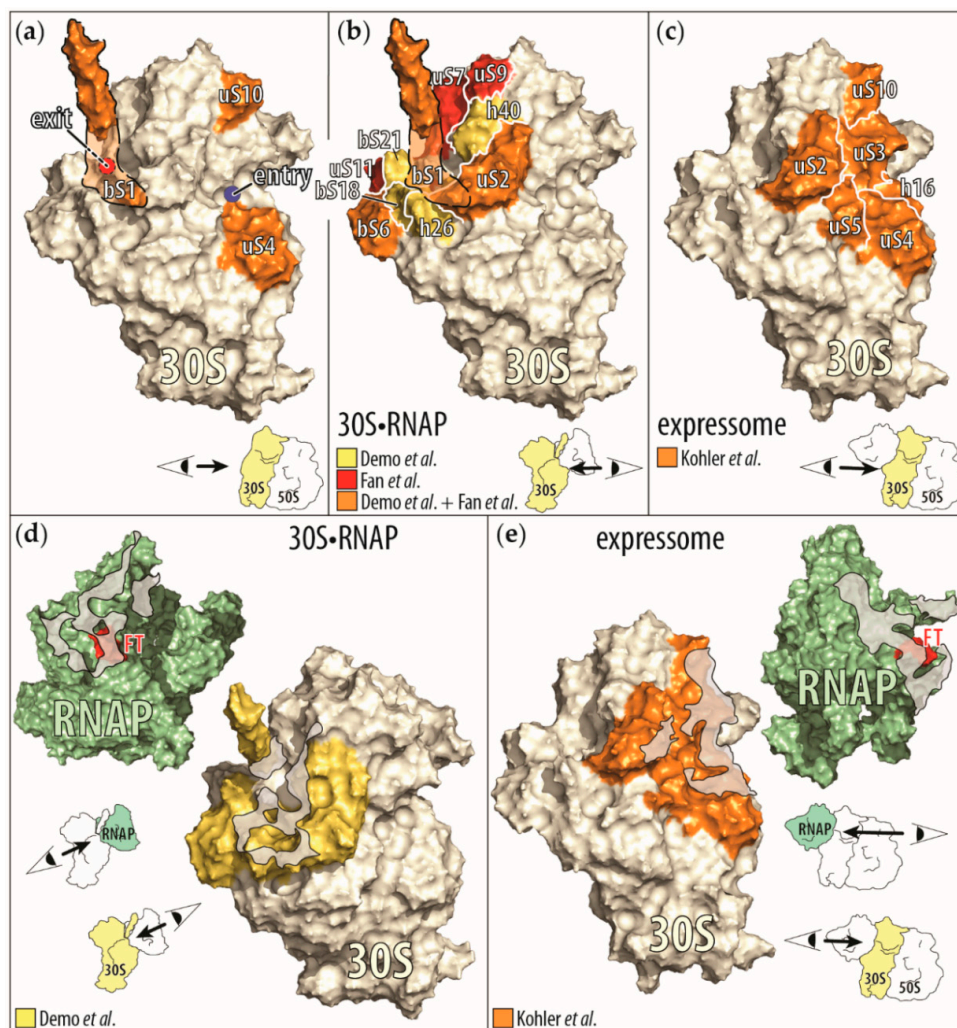 (a)
uS10
exit
bS1
entry
uS4
30S
30S
50S
(b)
uS7
uS9
h40
bS21
uS11
bS1
uS2
bS18
bS6
h26
30S
30S•RNAP
Demo et al.
Fan et al.
Demo et al. + Fan et al.
30S
(c)
uS10
uS2
uS3
h16
uS5
uS4
30S
expressome
Kohler et al.
30S
50S
(d)
30S•RNAP
FT
RNAP
RNAP
30S
30S
Demo et al.
(e)
expressome
FT
RNAP
RNAP
30S
30S
50S
Kohler et al.